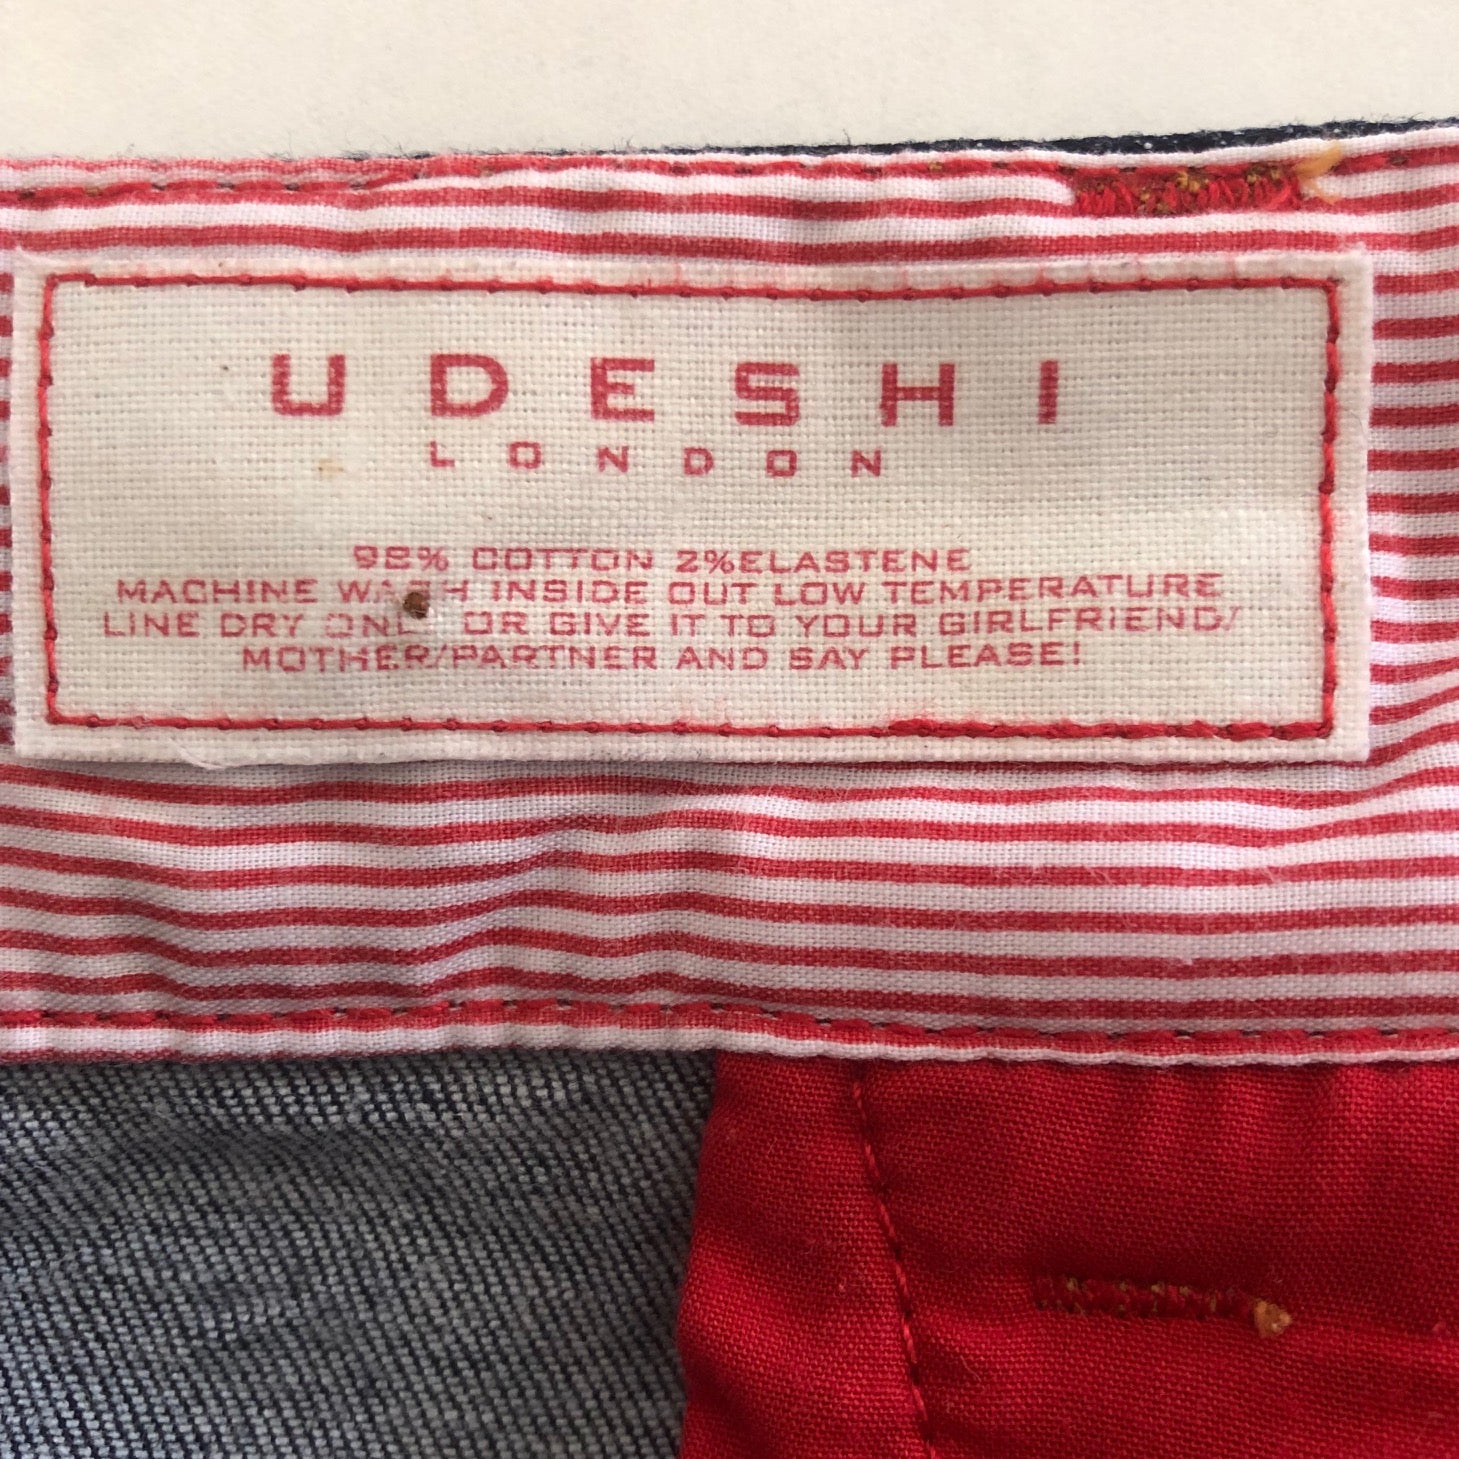 UDESHI
LONDON
98% COTTON 2%ELASTENE
MACHINE WASH INSIDE OUT LOW TEMPERATURE
LINE DRY ONLY OR GIVE IT TO YOUR GIRLFRIEND/
MOTHER/PARTNER AND SAY PLEASE!